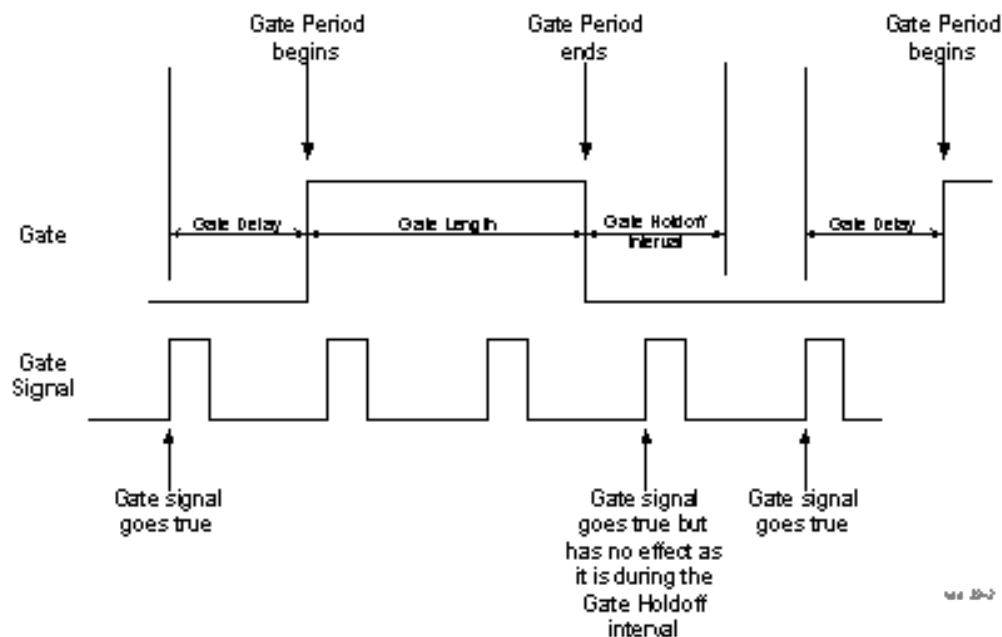 Gate Period
begins
Gate Period
ends
Gate Period
begins
Gate
Gate Delay
Gate Length
Gate Holdoff
Interval
Gate Delay
Gate
Signal
Gate signal
goes true
Gate signal
goes true but
has no effect as
it is during the
Gate Holdoff
interval
Gate signal
goes true